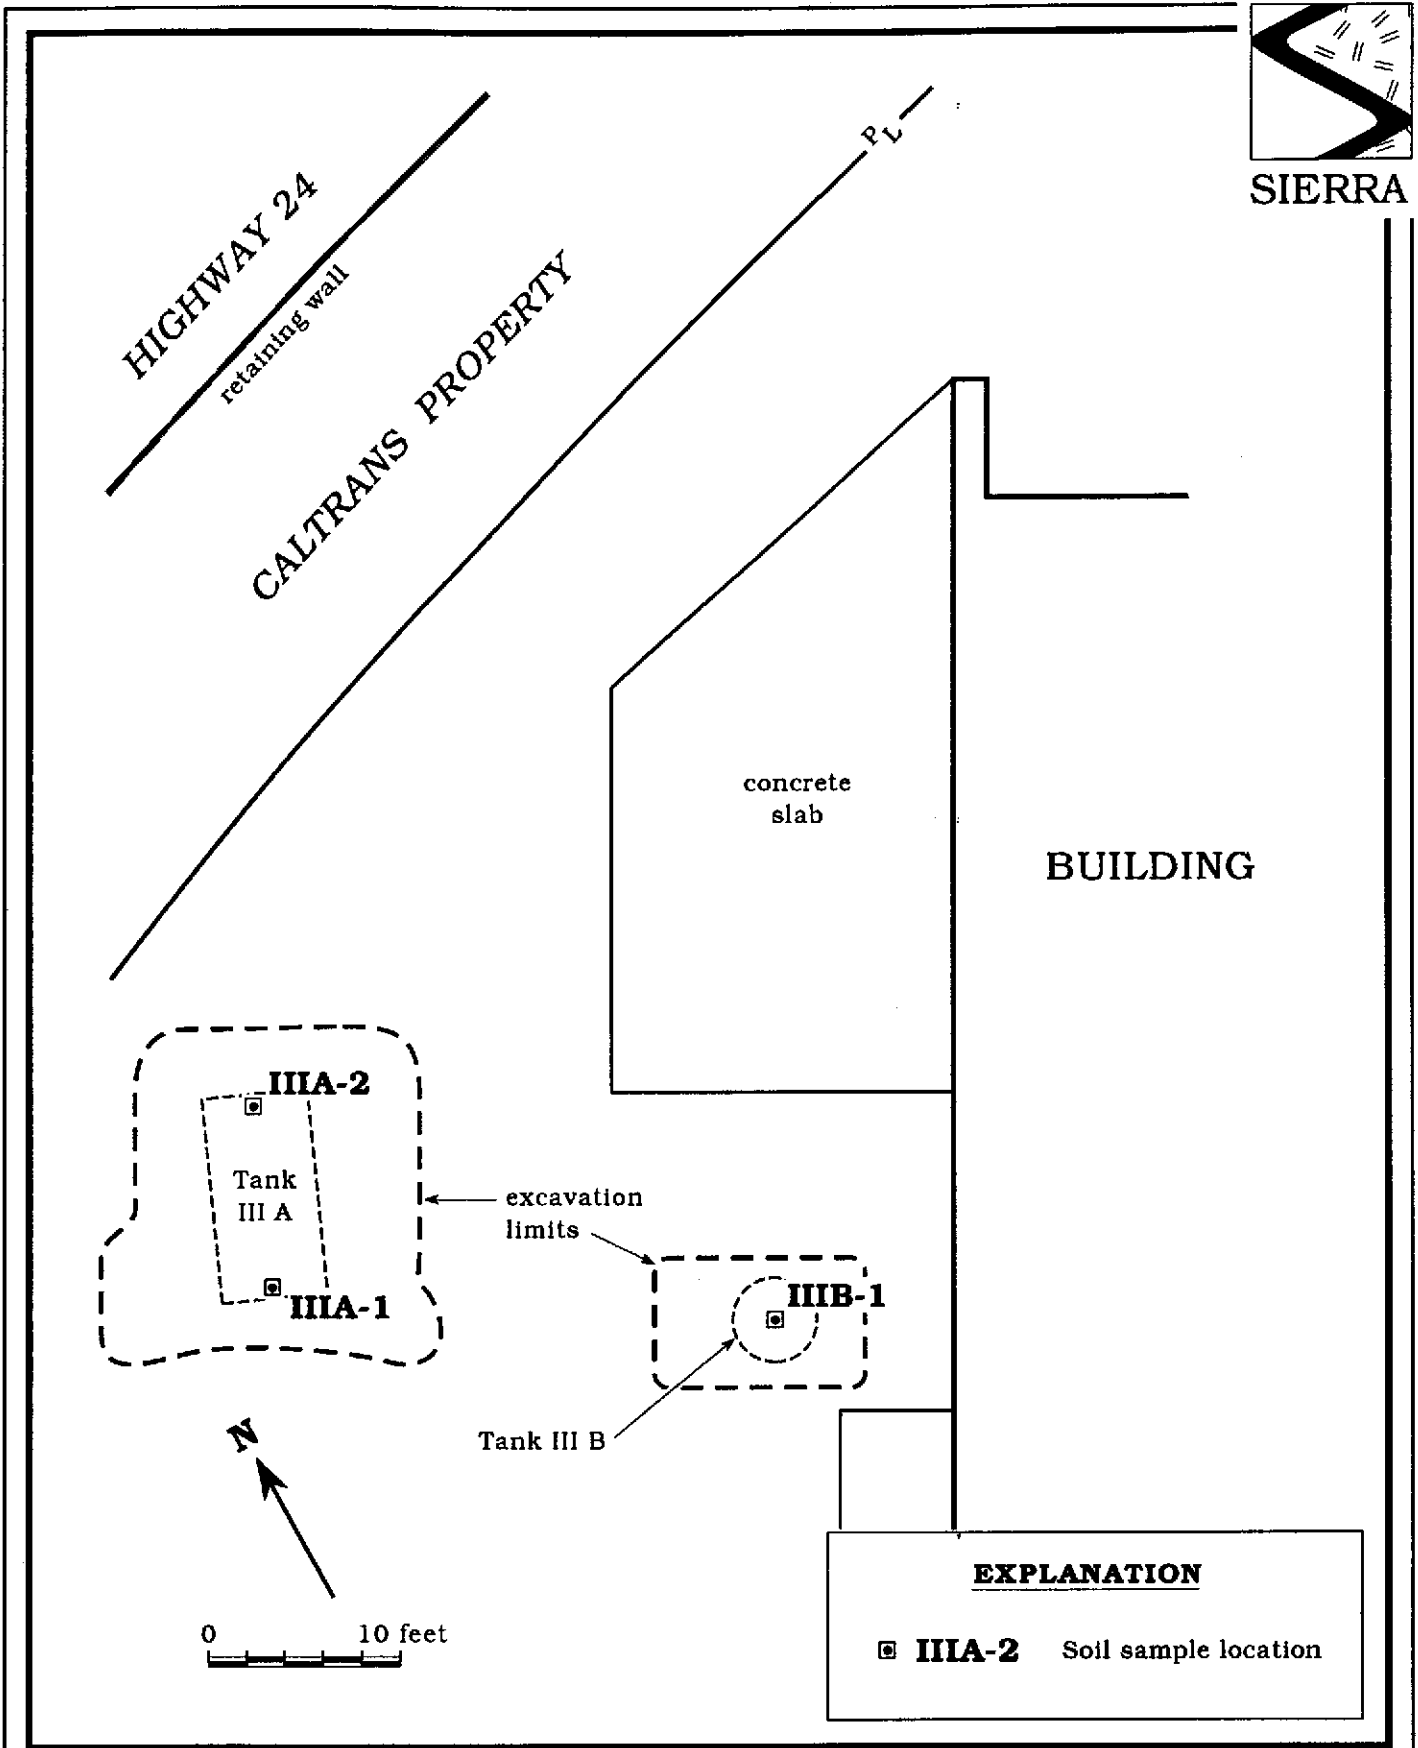 SIERRA
P L
HIGHWAY 24
retaining wall
CALTRANS PROPERTY
concrete
slab
BUILDING
IIIA-2
Tank
III A
IIIA-1
excavation
limits
IIIB-1
Tank III B
N
0 10 feet
EXPLANATION
IIIA-2 Soil sample location